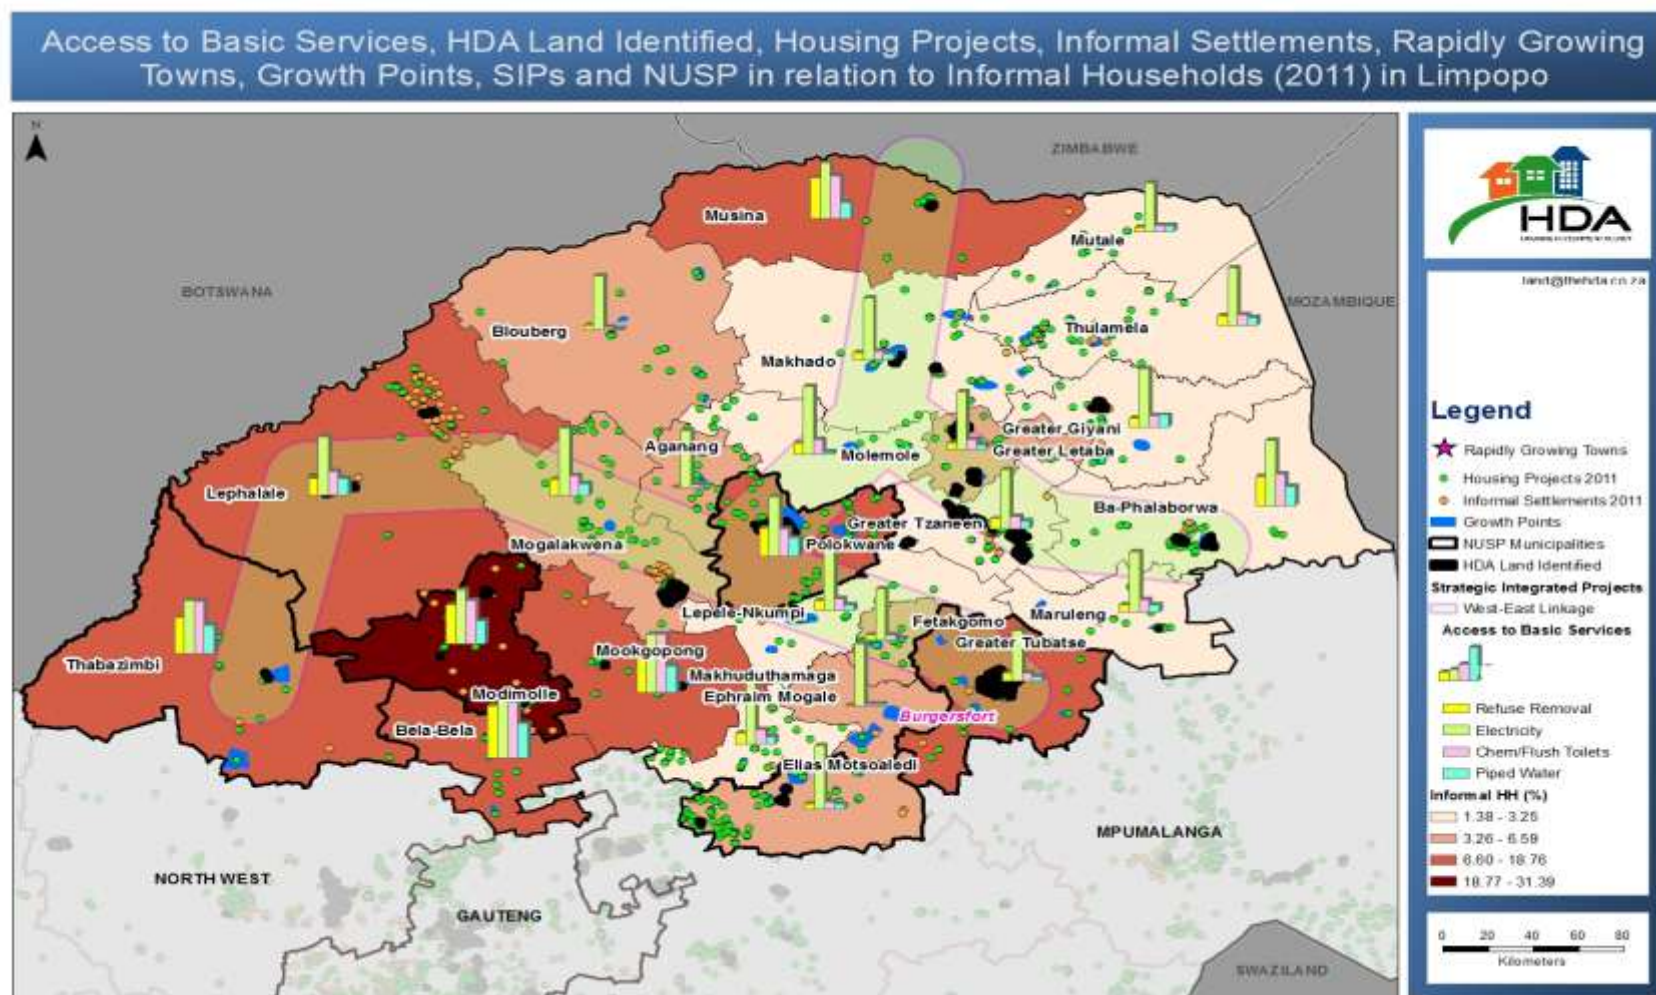 Access to Basic Services, HDA Land Identified, Housing Projects, Informal Settlements, Rapidly Growing
Towns, Growth Points, SIPs and NUSP in relation to Informal Households (2011) in Limpopo
N
ZIMBABWE
BOTSWANA
MOZAMBIQUE
Musina
Mutale
Blouberg
Thulamela
Makhado
Greater Giyani
Aganang
Molemole
Greater Letaba
Lephalale
Ba-Phalaborwa
Greater Tzaneen
Mogalakwena
Polokwane
Lepele-Nkumpi
Maruleng
Fetakgomo
Greater Tubatse
Mookgopong
Thabazimbi
Makhuduthamaga
Modimolle
Ephraim Mogale
Burgersfort
Bela-Bela
Elias Motsoaledi
MPUMALANGA
NORTH WEST
GAUTENG
SWAZILAND
HDA
land@thehda.co.za
Legend
Rapidly Growing Towns
Housing Projects 2011
Informal Settlements 2011
Growth Points
NUSP Municipalities
HDA Land Identified
Strategic Integrated Projects
West-East Linkage
Access to Basic Services
Refuse Removal
Electricity
Chem/Flush Toilets
Piped Water
Informal HH (%)
1.38 - 3.25
3.26 - 6.59
6.60 - 18.76
18.77 - 31.39
0 20 40 60 80
Kilometers